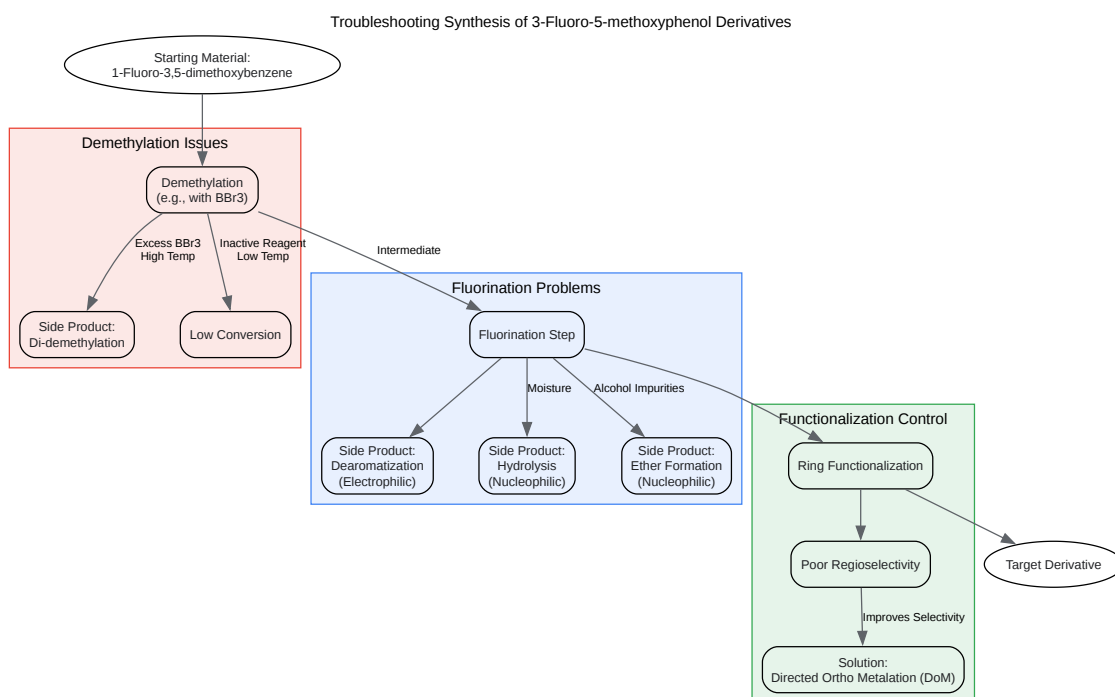 Troubleshooting Synthesis of 3-Fluoro-5-methoxyphenol Derivatives
Starting Material:
1-Fluoro-3,5-dimethoxybenzene
Demethylation Issues
Demethylation
(e.g., with BBr3)
Excess BBr3
High Temp
Inactive Reagent
Low Temp
Intermediate
Side Product:
Di-demethylation
Low Conversion
Fluorination Problems
Fluorination Step
Moisture
Alcohol Impurities
Side Product:
Dearomatization
(Electrophilic)
Side Product:
Hydrolysis
(Nucleophilic)
Side Product:
Ether Formation
(Nucleophilic)
Functionalization Control
Ring Functionalization
Poor Regioselectivity
Target Derivative
Improves Selectivity
Solution:
Directed Ortho Metalation (DoM)